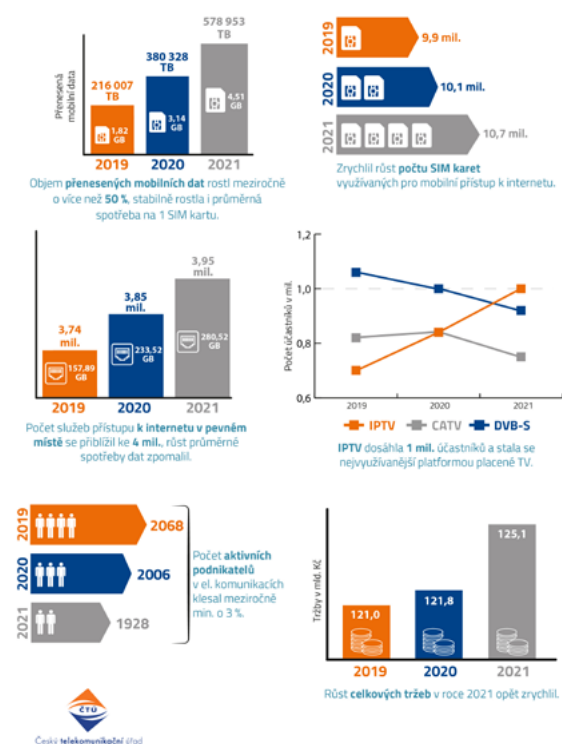 578 953
TB
380 328
TB
216 007
TB
Přenesená
mobilní data
1,82
GB
3,14
GB
4,51
GB
2019 2020 2021
Objem přenesených mobilních dat rostl meziročně
o více než 50 %, stabilně rostla i průměrná
spotřeba na 1 SIM kartu.
2019
9,9 mil.
2020
10,1 mil.
2021
10,7 mil.
Zrychlil růst počtu SIM karet
využívaných pro mobilní přístup k internetu.
3,95
mil.
3,85
mil.
3,74
mil.
157,89
GB
233,52
GB
280,52
GB
2019 2020 2021
Počet služeb přístupu k internetu v pevném
místě se přiblížil ke 4 mil., růst průměrné
spotřeby dat zpomalil.
Počet účastníků v mil.
1,2
1,0
0,8
0,6
2019 2020 2021
IPTV CATV DVB-S
IPTV dosáhla 1 mil. účastníků a stala se
nejvyužívanější platformou placené TV.
2019
2068
2020
2006
2021
1928
Počet aktivních
podnikatelů
v el. komunikacích
klesal meziročně
min. o 3 %.
Tržby v mld. Kč
121,0
121,8
125,1
2019 2020 2021
Růst celkových tržeb v roce 2021 opět zrychlil.
ČTÚ
Český telekomunikační úřad